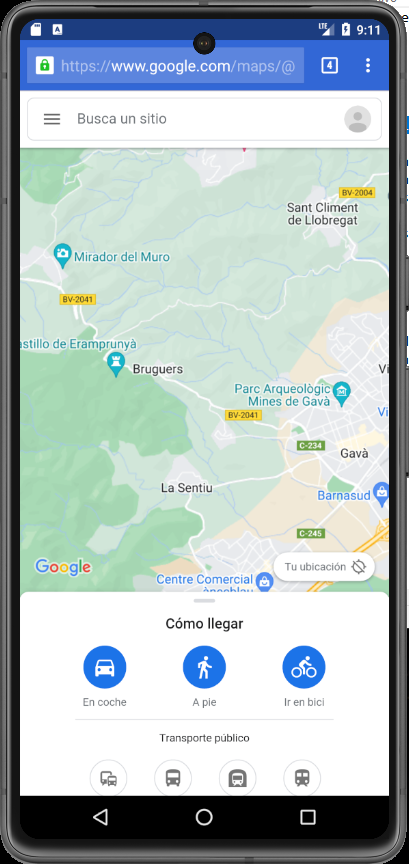 LTE 9:11
https://www.google.com/maps/@
4
Busca un sitio
BV-2004
Sant Climent
de Llobregat
Mirador del Muro
BV-2041
astillo de Eramprunyà
Bruguers
Parc Arqueològic
Mines de Gavà
BV-2041
C-234
Gavà
La Sentiu
Barnasud
C-245
Google
Tu ubicación
Centre Comercial
Cómo llegar
En coche
A pie
Ir en bici
Transporte público